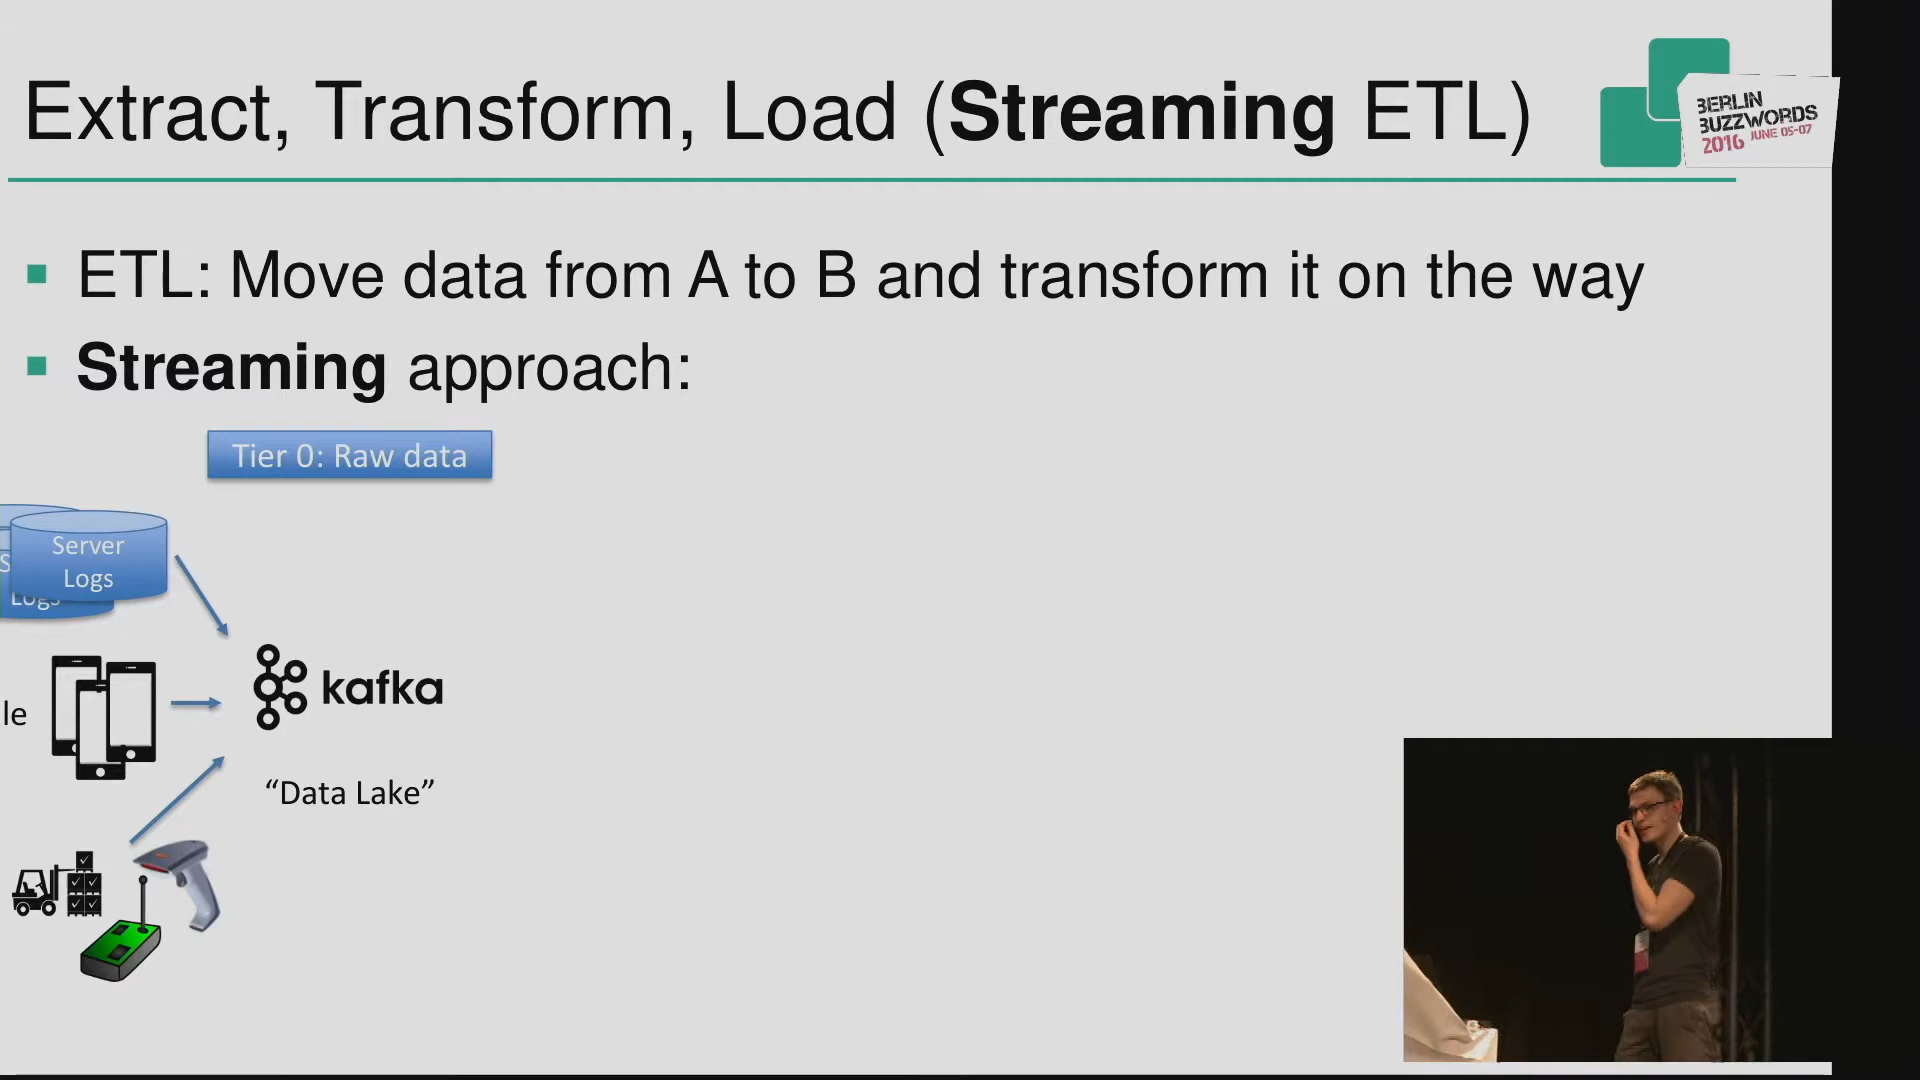 Extract, Transform, Load (Streaming ETL)
BERLIN
BUZZWORDS
2016 JUNE 05-07
ETL: Move data from A to B and transform it on the way
Streaming approach:
Tier 0: Raw data
Server
Logs
Logs
kafka
le
“Data Lake”